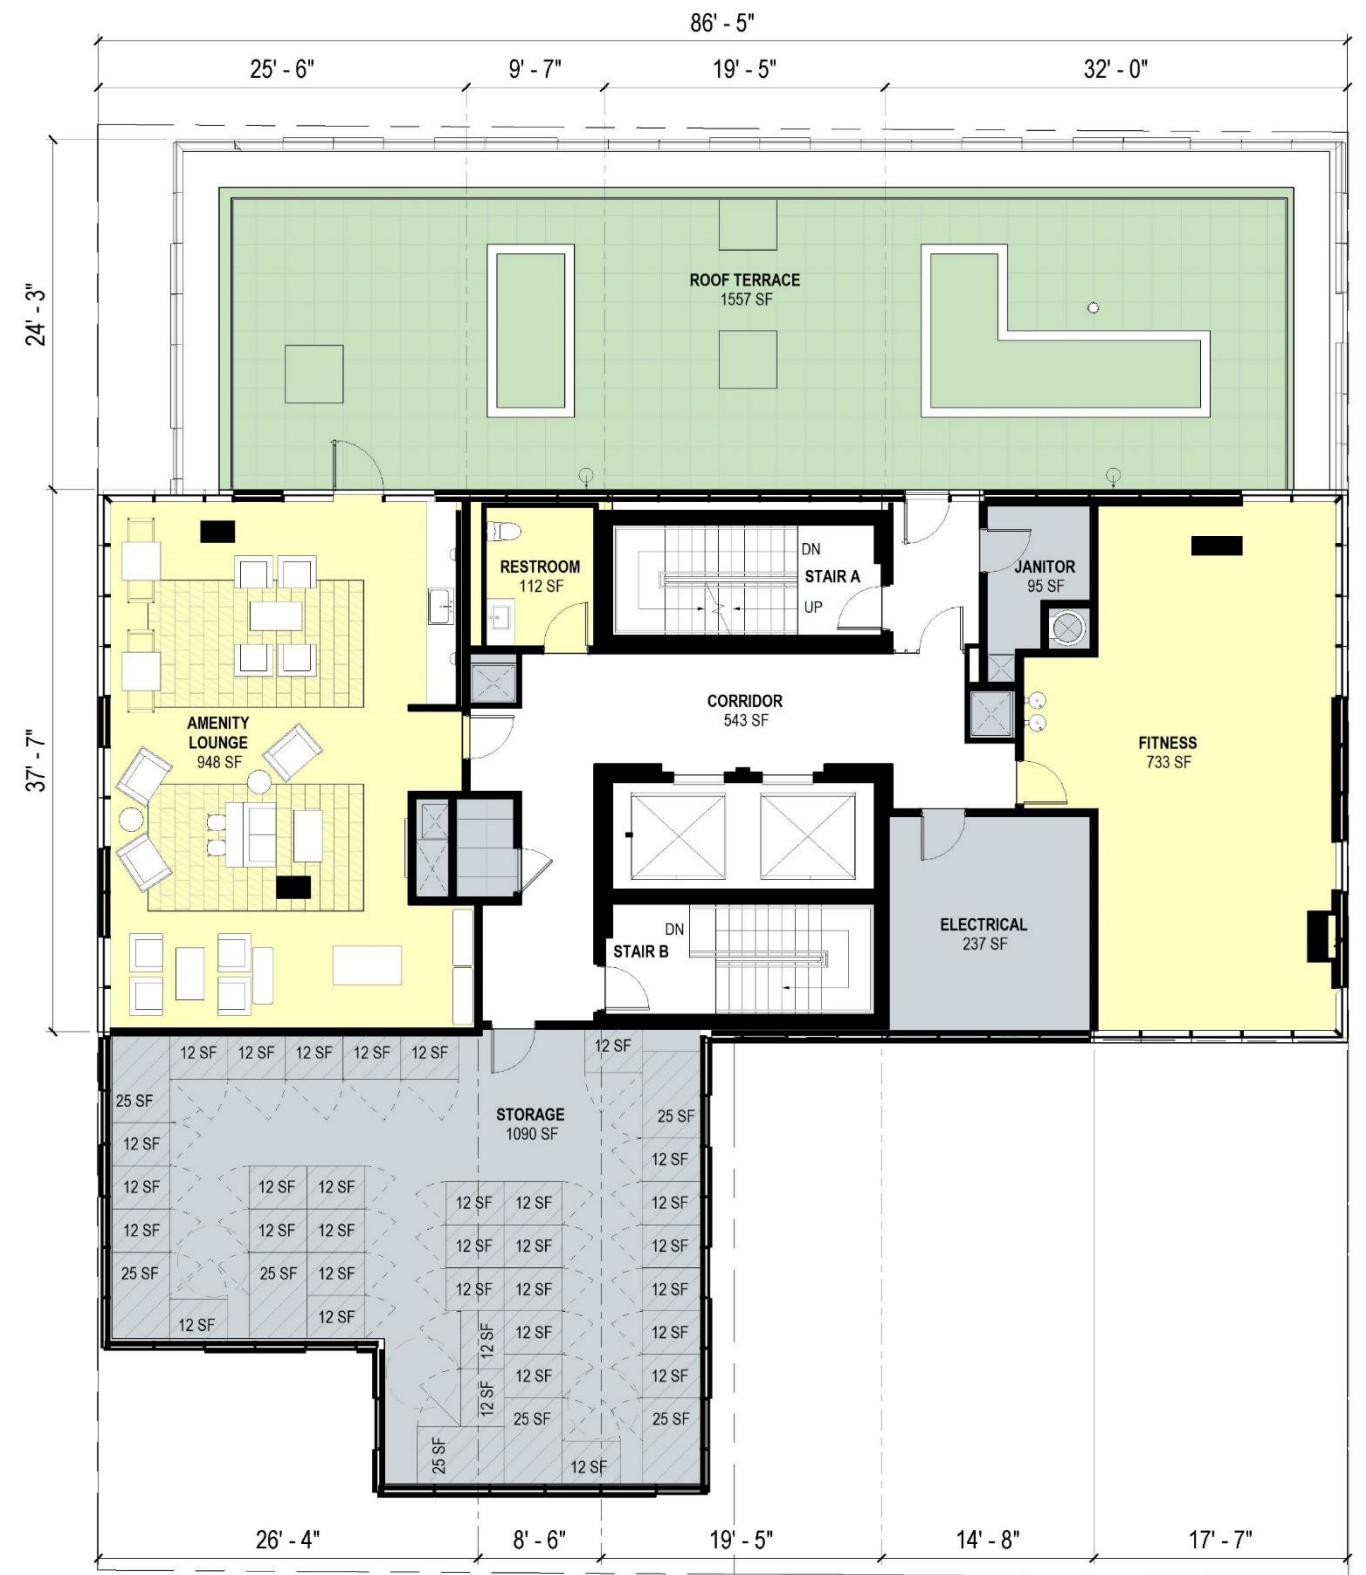 86' - 5"
25' - 6"
9' - 7"
19' - 5"
32' - 0"
24' - 3"
ROOF TERRACE
1557 SF
37' - 7"
RESTROOM
112 SF
DN
STAIR A
UP
JANITOR
95 SF
AMENITY
LOUNGE
948 SF
CORRIDOR
543 SF
FITNESS
733 SF
DN
STAIR B
ELECTRICAL
237 SF
12 SF
12 SF
12 SF
12 SF
12 SF
12 SF
STORAGE
1090 SF
25 SF
12 SF
12 SF
12 SF
25 SF
12 SF
12 SF
12 SF
12 SF
12 SF
25 SF
12 SF
12 SF
12 SF
12 SF
12 SF
12 SF
12 SF
12 SF
12 SF
12 SF
12 SF
12 SF
25 SF
25 SF
12 SF
25 SF
12 SF
12 SF
12 SF
12 SF
12 SF
12 SF
25 SF
26' - 4"
8' - 6"
19' - 5"
14' - 8"
17' - 7"